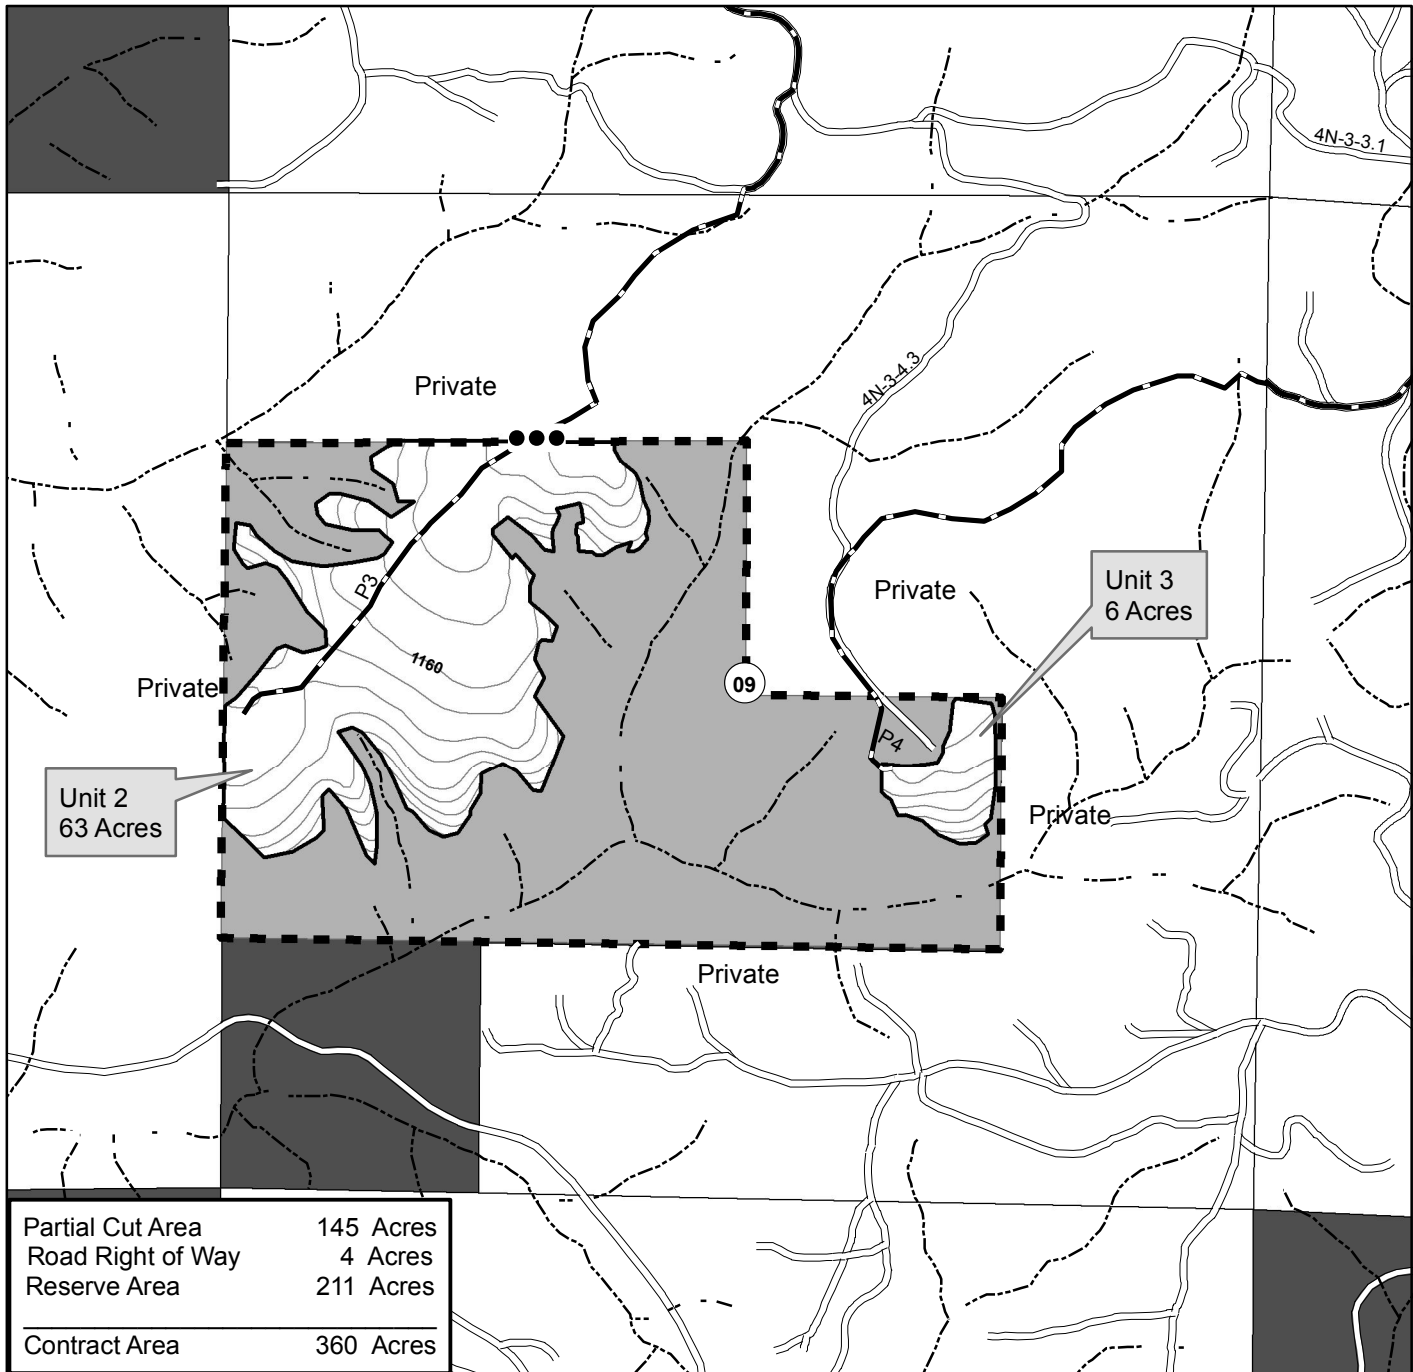 4N-3-3.1
Private
4N-3-4.3
P3
Private
Unit 3
6 Acres
1160
Private
09
P4
Unit 2
63 Acres
Private
Private
Partial Cut Area 145 Acres
Road Right of Way 4 Acres
Reserve Area 211 Acres
Contract Area 360 Acres